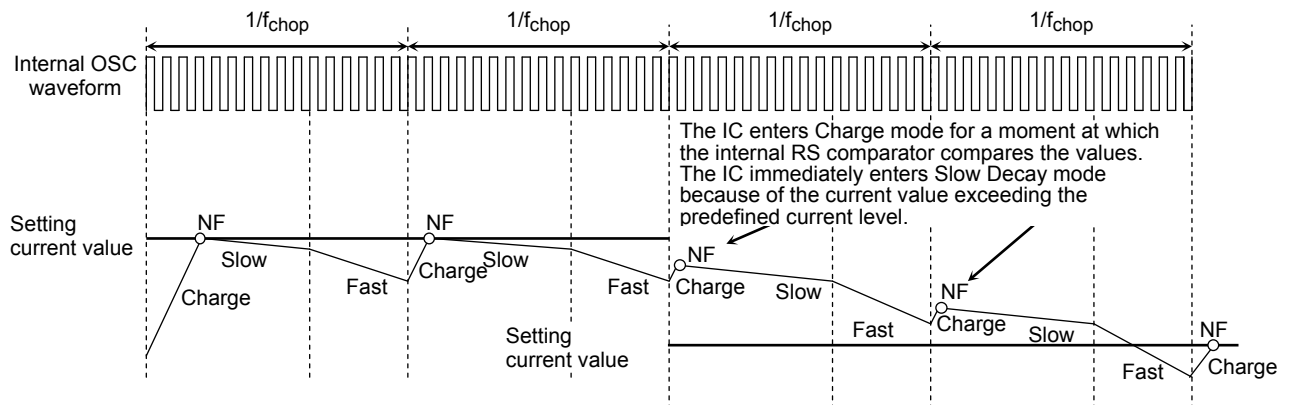 1/fchop 1/fchop 1/fchop 1/fchop
Internal OSC
waveform
The IC enters Charge mode for a moment at which
the internal RS comparator compares the values.
The IC immediately enters Slow Decay mode
because of the current value exceeding the
predefined current level.
Setting
current value
NF
Slow
Charge
Fast
NF
Charge
Slow
Fast
NF
Charge
Slow
Fast
NF
Charge
Slow
Fast
NF
Charge
Setting
current value